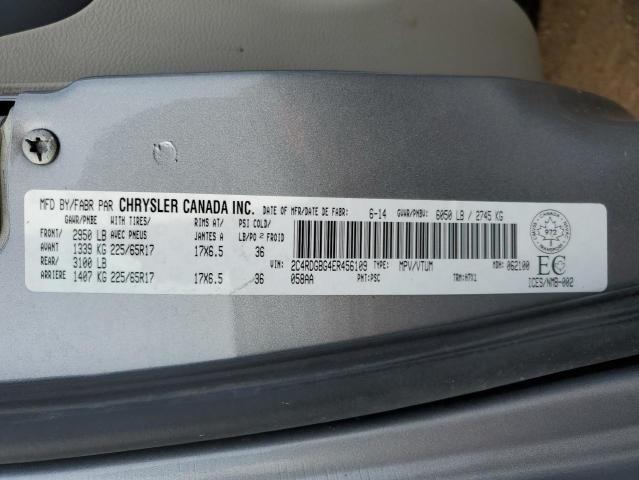 MFD BY/FABR PAR CHRYSLER CANADA INC. DATE OF MFR/DATE DE FABR: 6-14 GVWR/PNBV: 6050 LB / 2745 KG
GAWR/PNBE WITH TIRES/ RIMS AT/ PSI COLD/
FRONT/ 2950 LB AVEC PNEUS JANTES A LB/PO² FROID
AVANT 1339 KG 225/65R17 17X6.5 36
REAR/ 3100 LB
ARRIERE 1407 KG 225/65R17 17X6.5 36
VIN: 2C4RDGBG4ER456109 TYPE: MPV/VTUM MDH: 062100
058AA PNT:PSC TRM:H7X1
972
EC
ICES/NMB-002